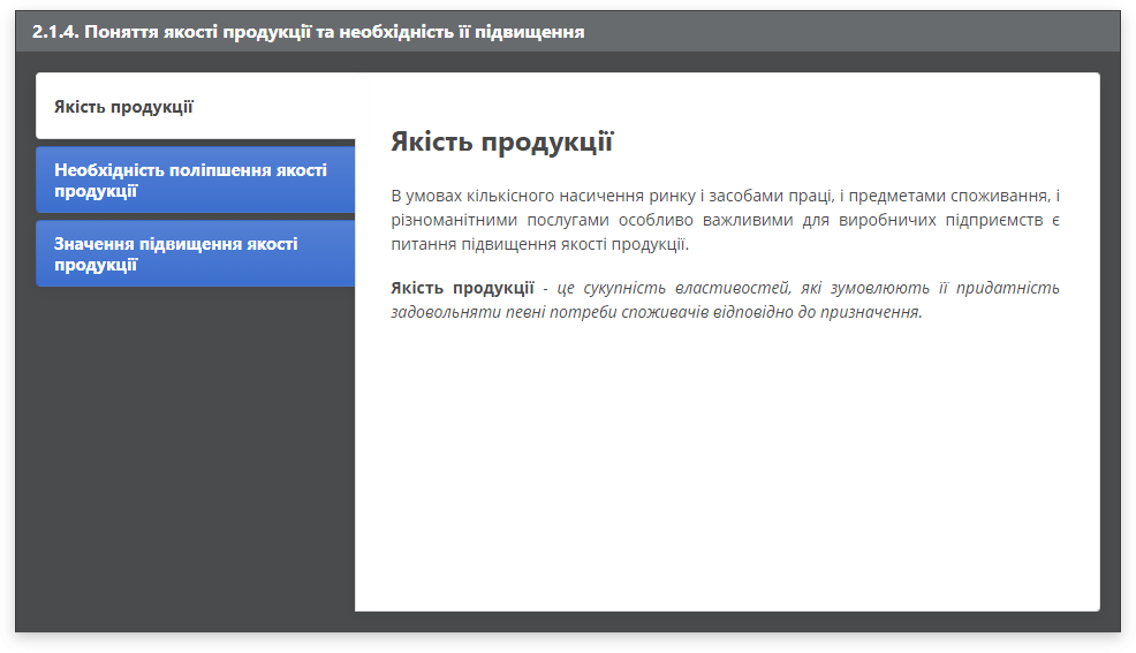 2.1.4. Поняття якості продукції та необхідність її підвищення
Якість продукції
Необхідність поліпшення якості
продукції
Значення підвищення якості
продукції
Якість продукції
В умовах кількісного насичення ринку і засобами праці, і предметами споживання, і
різноманітними послугами особливо важливими для виробничих підприємств є
питання підвищення якості продукції.
Якість продукції - це сукупність властивостей, які зумовлюють її придатність
задовольняти певні потреби споживачів відповідно до призначення.